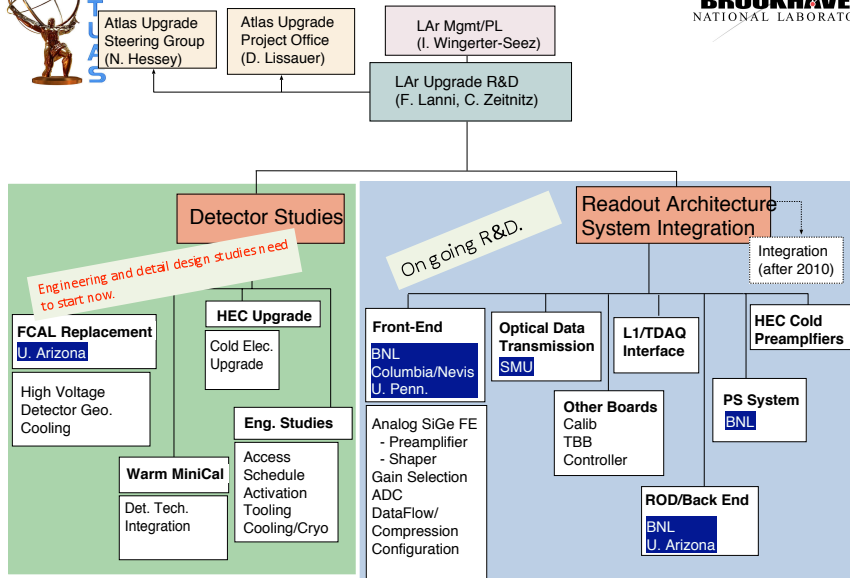 ATLAS
Atlas Upgrade
Steering Group
(N. Hessey)
Atlas Upgrade
Project Office
(D. Lissauer)
LAr Mgmt/PL
(I. Wingerter-Seez)
NATIONAL LABORATO
LAr Upgrade R&D
(F. Lanni, C. Zeitnitz)
Detector Studies
Engineering and detail design studies need
to start now.
FCAL Replacement
U. Arizona
High Voltage
Detector Geo.
Cooling
HEC Upgrade
Cold Elec.
Upgrade
Eng. Studies
Access
Schedule
Activation
Tooling
Cooling/Cryo
Warm MiniCal
Det. Tech.
Integration
Readout Architecture
System Integration
Ongoing R&D.
Integration
(after 2010)
Front-End
BNL
Columbia/Nevis
U. Penn.
Analog SiGe FE
- Preamplifier
- Shaper
Gain Selection
ADC
DataFlow/
Compression
Configuration
Optical Data
Transmission
SMU
Other Boards
Calib
TBB
Controller
L1/TDAQ
Interface
ROD/Back End
BNL
U. Arizona
PS System
BNL
HEC Cold
Preamplfiers